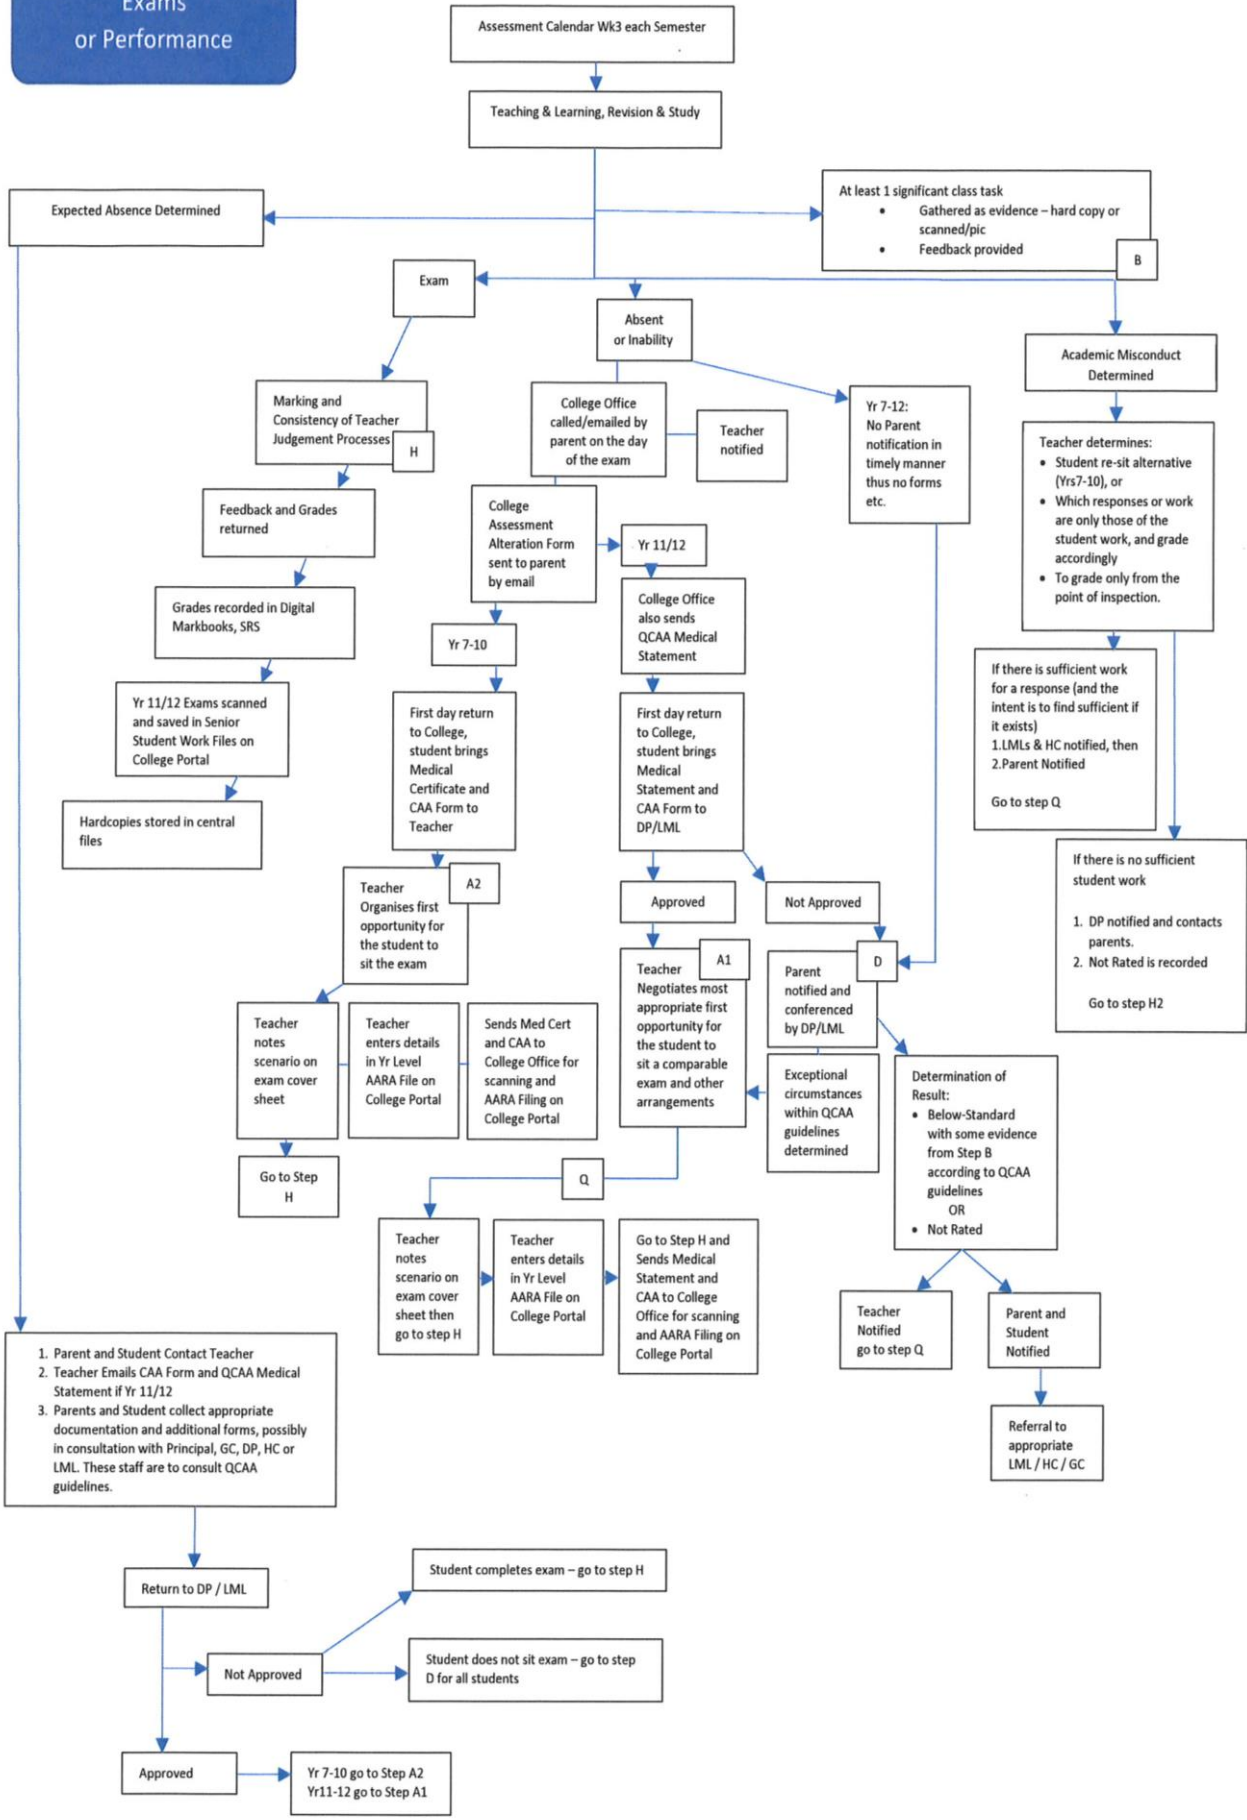 Exams
or Performance
Assessment Calendar Wk3 each Semester
Teaching & Learning, Revision & Study
Expected Absence Determined
At least 1 significant class task
• Gathered as evidence – hard copy or
scanned/pic
• Feedback provided
B
Exam
Absent
or Inability
Academic Misconduct
Determined
Marking and
Consistency of Teacher
Judgement Processes
H
College Office
called/emailed by
parent on the day
of the exam
Teacher
notified
Yr 7-12:
No Parent
notification in
timely manner
thus no forms
etc.
Teacher determines:
• Student re-sit alternative
(Yrs7-10), or
• Which responses or work
are only those of the
student work, and grade
accordingly
• To grade only from the
point of inspection.
Feedback and Grades
returned
College
Assessment
Alteration Form
sent to parent
by email
Yr 11/12
Grades recorded in Digital
Markbooks, SRS
College Office
also sends
QCAA Medical
Statement
Yr 7-10
If there is sufficient work
for a response (and the
intent is to find sufficient if
it exists)
1.LMLs & HC notified, then
2.Parent Notified
Go to step Q
Yr 11/12 Exams scanned
and saved in Senior
Student Work Files on
College Portal
First day return
to College,
student brings
Medical
Certificate and
CAA Form to
Teacher
First day return
to College,
student brings
Medical
Statement and
CAA Form to
DP/LML
Hardcopies stored in central
files
If there is no sufficient
student work
1. DP notified and contacts
parents.
2. Not Rated is recorded
Go to step H2
Teacher
Organises first
opportunity for
the student to
sit the exam
A2
Approved
Not Approved
Teacher
Negotiates most
appropriate first
opportunity for
the student to
sit a comparable
exam and other
arrangements
A1
Parent
notified and
conferenced
by DP/LML
D
Teacher
notes
scenario on
exam cover
sheet
Teacher
enters details
in Yr Level
AARA File on
College Portal
Sends Med Cert
and CAA to
College Office for
scanning and
AARA Filing on
College Portal
Exceptional
circumstances
within QCAA
guidelines
determined
Determination of
Result:
• Below-Standard
with some evidence
from Step B
according to QCAA
guidelines
OR
• Not Rated
Go to Step
H
Q
Teacher
notes
scenario on
exam cover
sheet then
go to step H
Teacher
enters details
in Yr Level
AARA File on
College Portal
Go to Step H and
Sends Medical
Statement and
CAA to College
Office for scanning
and AARA Filing on
College Portal
Teacher
Notified
go to step Q
Parent and
Student
Notified
1. Parent and Student Contact Teacher
2. Teacher Emails CAA Form and QCAA Medical
Statement if Yr 11/12
3. Parents and Student collect appropriate
documentation and additional forms, possibly
in consultation with Principal, GC, DP, HC or
LML. These staff are to consult QCAA
guidelines.
Referral to
appropriate
LML / HC / GC
Return to DP / LML
Student completes exam – go to step H
Not Approved
Student does not sit exam – go to step
D for all students
Approved
Yr 7-10 go to Step A2
Yr11-12 go to Step A1